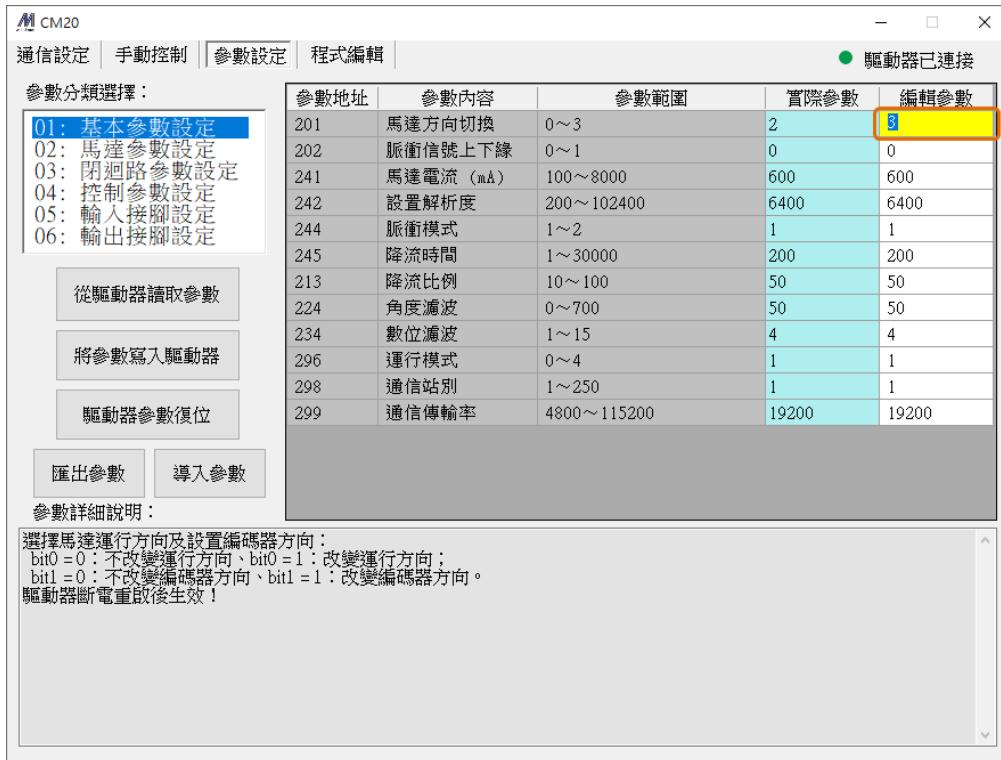 CM20
通信設定 手動控制 參數設定 程式編輯
驅動器已連接
參數分類選擇：
01: 基本參數設定
02: 馬達參數設定
03: 閉迴路參數設定
04: 控制參數設定
05: 輸入接腳設定
06: 輸出接腳設定
從驅動器讀取參數
將參數寫入驅動器
驅動器參數復位
匯出參數 導入參數
參數地址 參數內容 參數範圍 實際參數 編輯參數
201 馬達方向切換 0～3 2 3
202 脈衝信號上下緣 0～1 0 0
241 馬達電流 (mA) 100～8000 600 600
242 設置解析度 200～102400 6400 6400
244 脈衝模式 1～2 1 1
245 降流時間 1～30000 200 200
213 降流比例 10～100 50 50
224 角度濾波 0～700 50 50
234 數位濾波 1～15 4 4
296 運行模式 0～4 1 1
298 通信站別 1～250 1 1
299 通信傳輸率 4800～115200 19200 19200
參數詳細說明：
選擇馬達運行方向及設置編碼器方向：
bit0 = 0：不改變運行方向、bit0 = 1：改變運行方向；
bit1 = 0：不改變編碼器方向、bit1 = 1：改變編碼器方向。
驅動器斷電重啟後生效！